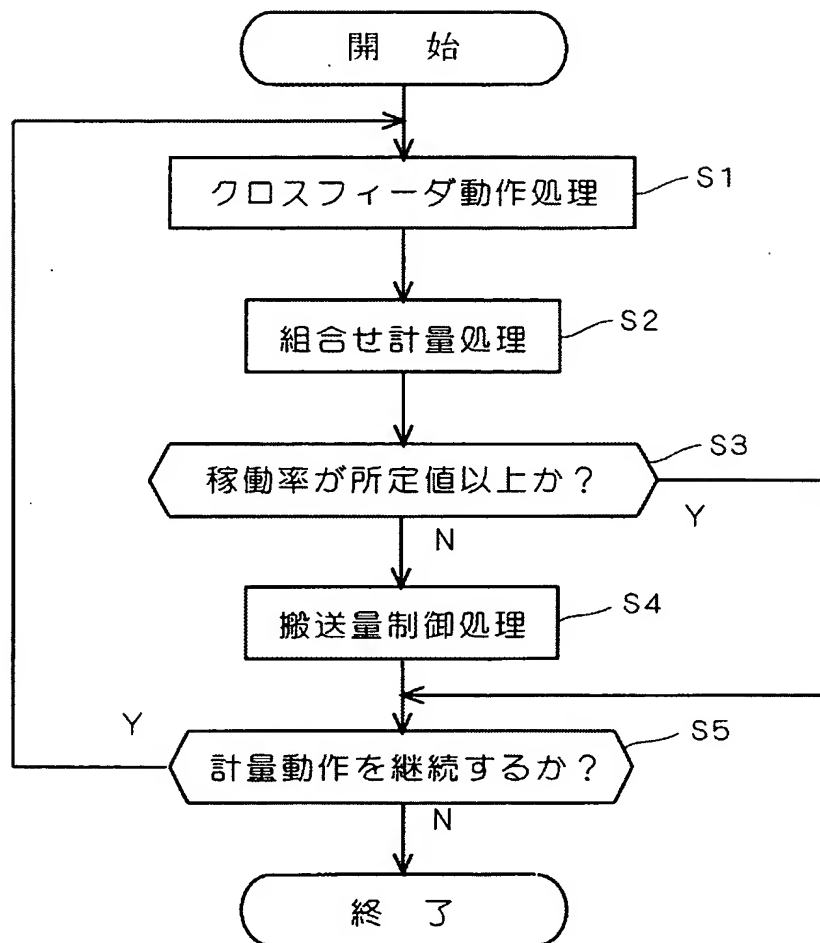 開 始
クロスフィーダ動作処理
S1
組合せ計量処理
S2
稼働率が所定値以上か?
S3
Y
N
搬送量制御処理
S4
Y
計量動作を継続するか?
S5
N
終 了